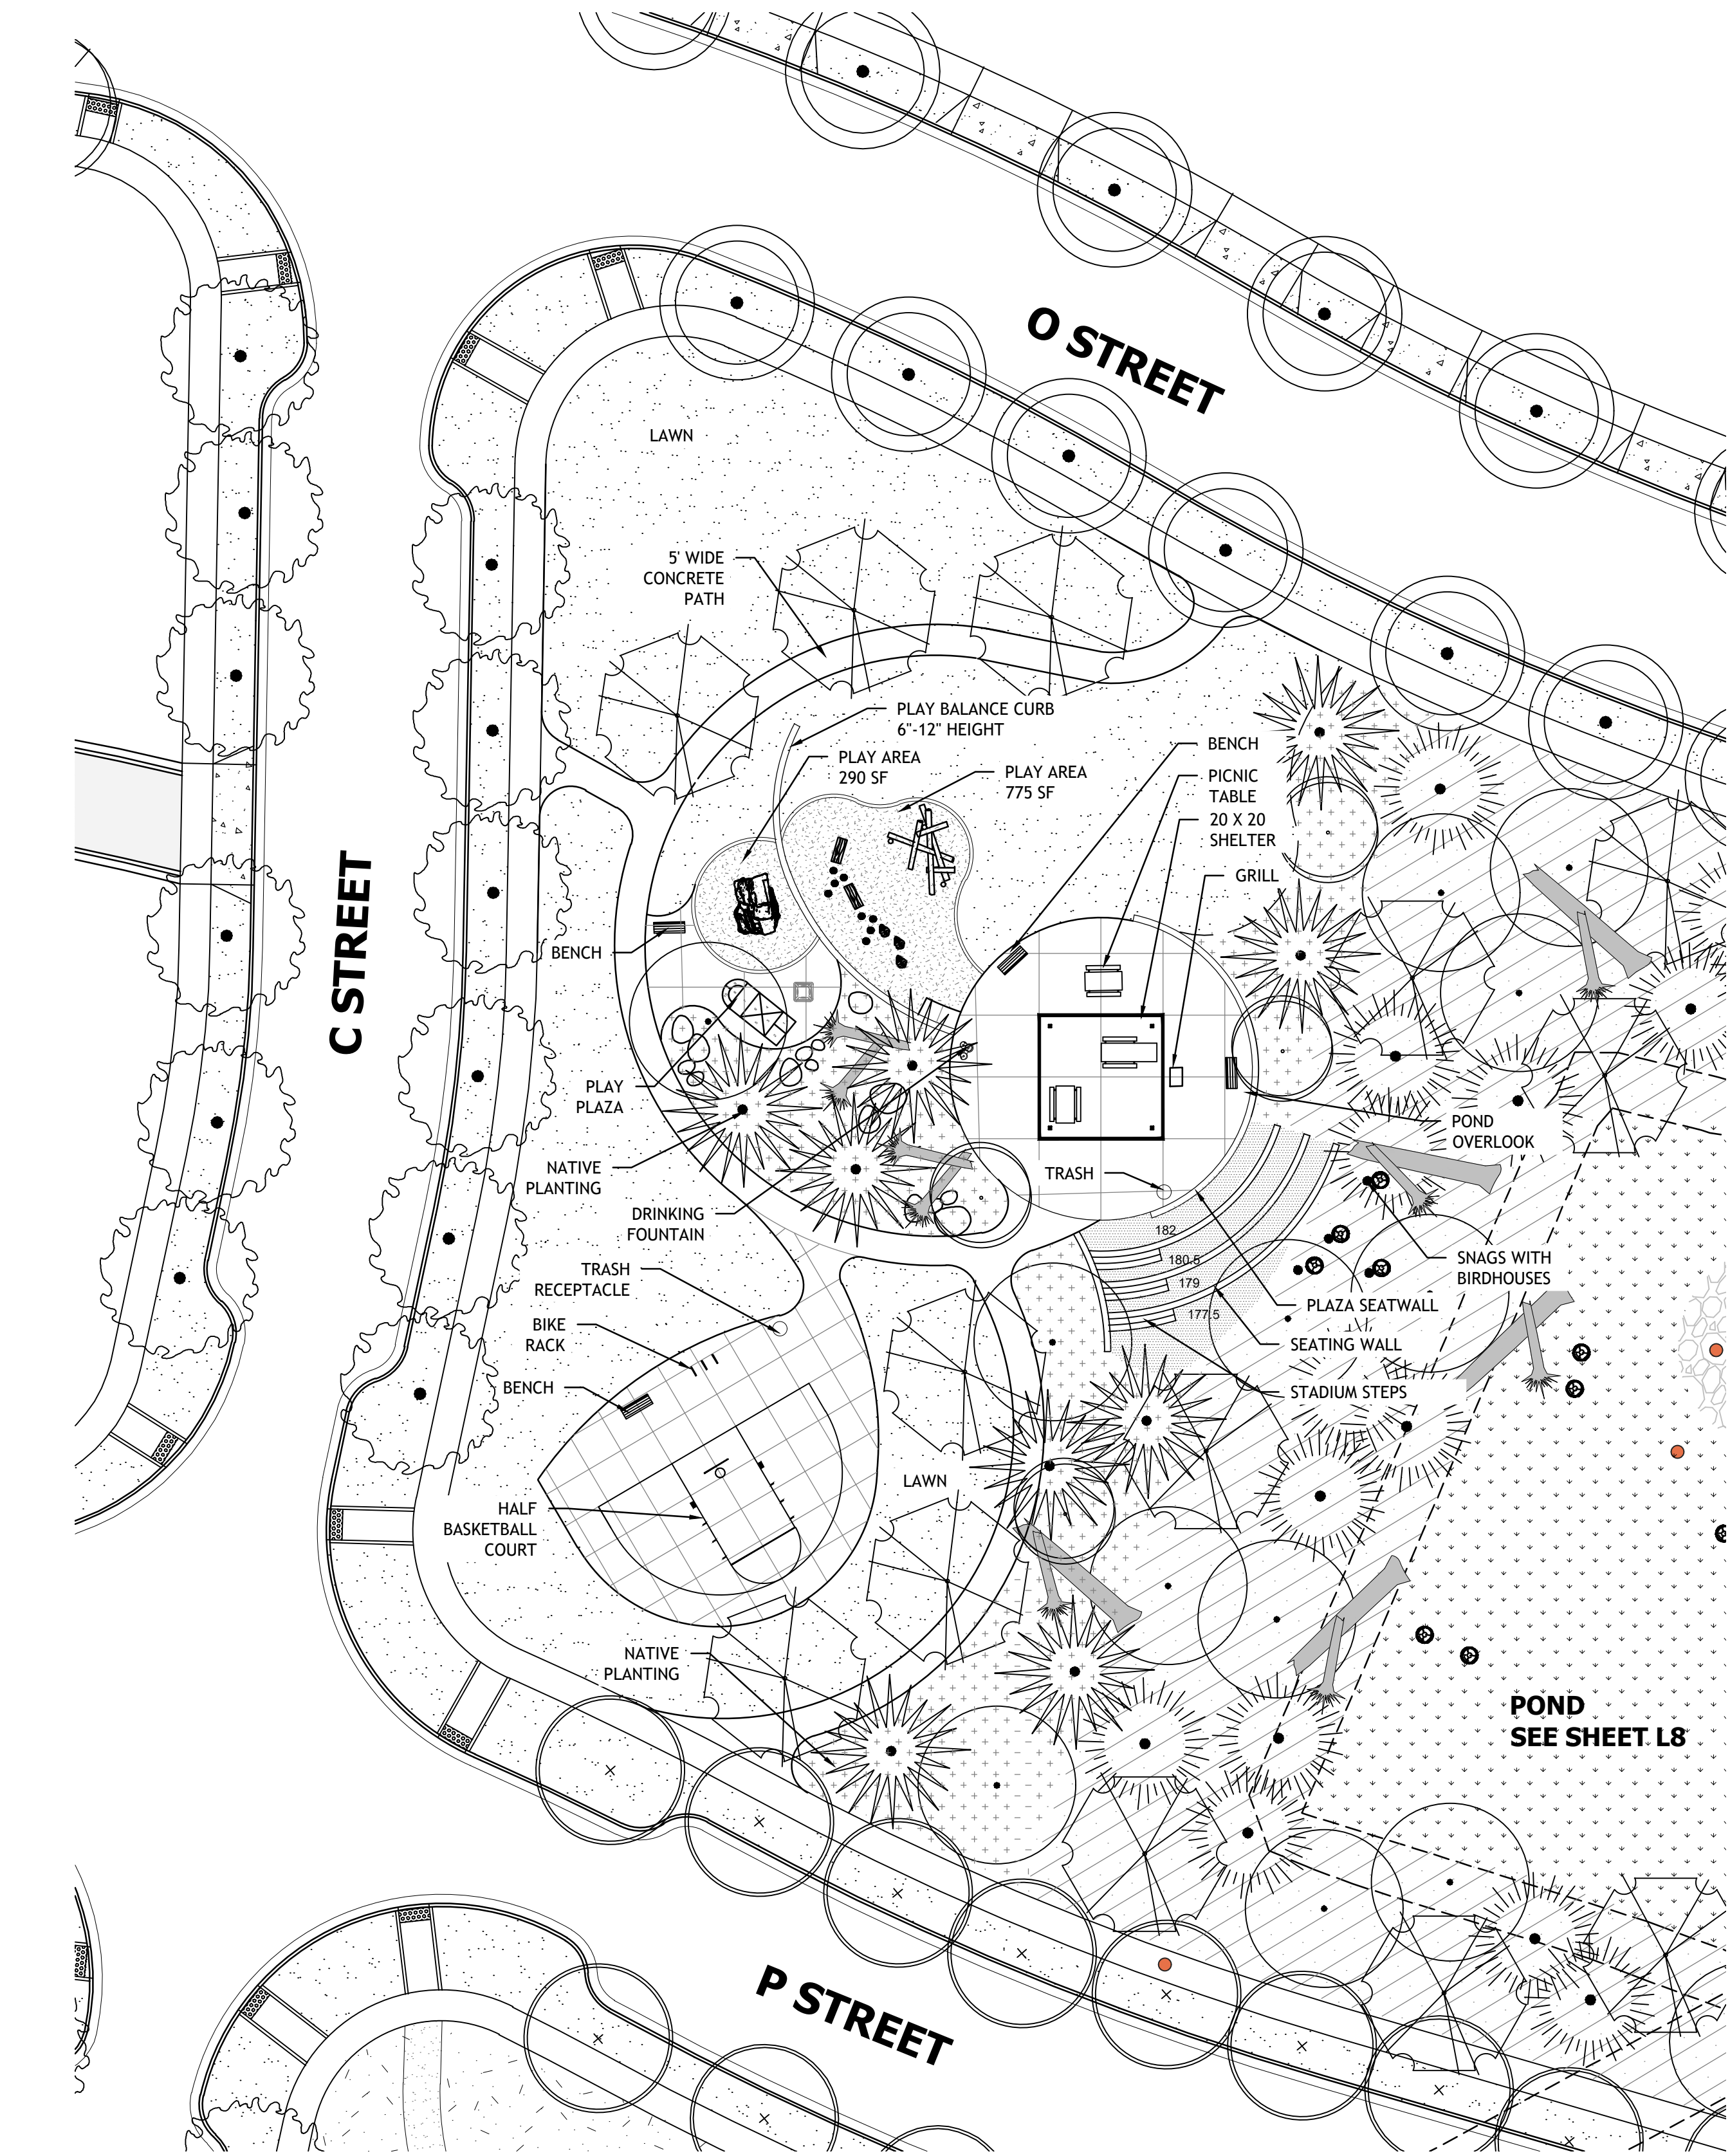 O STREET
LAWN
5' WIDE
CONCRETE
PATH
PLAY BALANCE CURB
6"-12" HEIGHT
PLAY AREA
290 SF
PLAY AREA
775 SF
BENCH
PICNIC
TABLE
20 X 20
SHELTER
GRILL
C STREET
BENCH
PLAY
PLAZA
NATIVE
PLANTING
DRINKING
FOUNTAIN
TRASH
POND
OVERLOOK
182
180.5
179
177.5
SNAGS WITH
BIRDHOUSES
PLAZA SEATWALL
SEATING WALL
STADIUM STEPS
TRASH
RECEPTACLE
BIKE
RACK
BENCH
LAWN
HALF
BASKETBALL
COURT
NATIVE
PLANTING
POND
SEE SHEET L8
P STREET